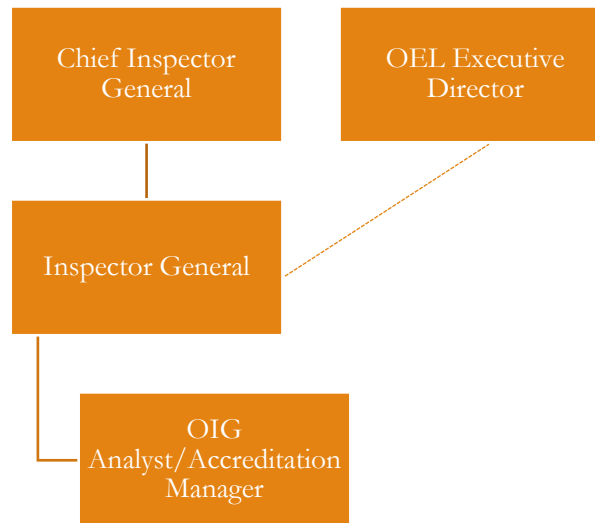 Chief Inspector
General
OEL Executive
Director
Inspector General
OIG
Analyst/Accreditation
Manager